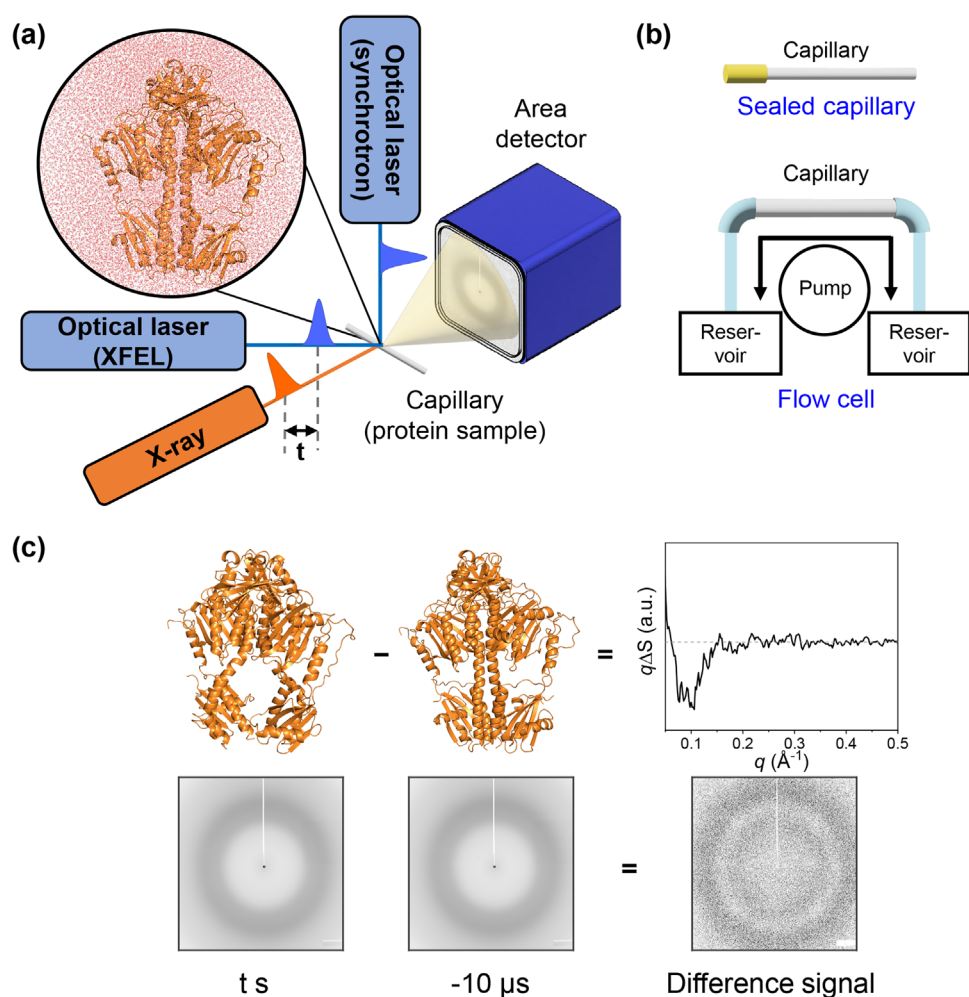 (a)
Optical laser
(synchrotron)
Area
detector
Optical laser
(XFEL)
X-ray
t
Capillary
(protein sample)
(b)
Capillary
Sealed capillary
Capillary
Pump
Reser-
voir
Reser-
voir
Flow cell
(c)
–
=
qΔS (a.u.)
0.1 0.2 0.3 0.4 0.5
q (Å⁻¹)
=
t s
-10 µs
Difference signal